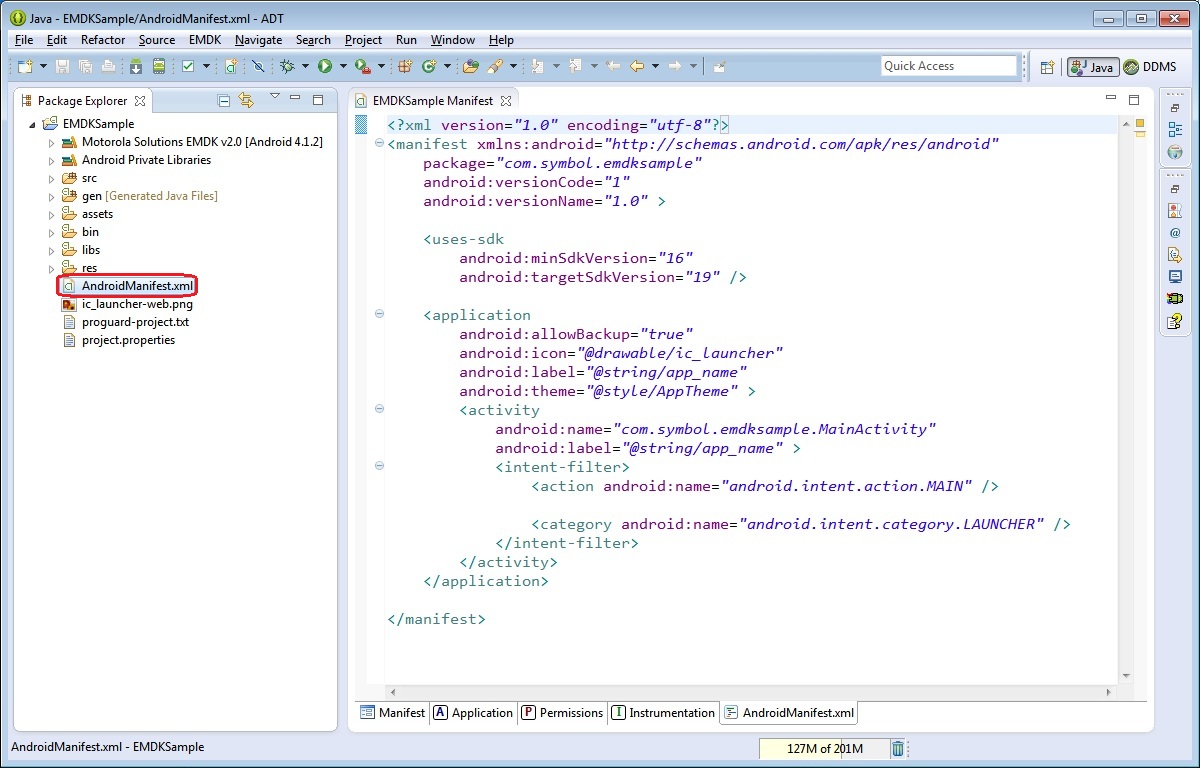 Java - EMDKSample/AndroidManifest.xml - ADT
File Edit Refactor Source EMDK Navigate Search Project Run Window Help
Quick Access
Java
DDMS
Package Explorer
EMDKSample
Motorola Solutions EMDK v2.0 [Android 4.1.2]
Android Private Libraries
src
gen [Generated Java Files]
assets
bin
libs
res
AndroidManifest.xml
ic_launcher-web.png
proguard-project.txt
project.properties
EMDKSample Manifest
<?xml version="1.0" encoding="utf-8"?>
<manifest xmlns:android="http://schemas.android.com/apk/res/android"
package="com.symbol.emdksample"
android:versionCode="1"
android:versionName="1.0" >
<uses-sdk
android:minSdkVersion="16"
android:targetSdkVersion="19" />
<application
android:allowBackup="true"
android:icon="@drawable/ic_launcher"
android:label="@string/app_name"
android:theme="@style/AppTheme" >
<activity
android:name="com.symbol.emdksample.MainActivity"
android:label="@string/app_name" >
<intent-filter>
<action android:name="android.intent.action.MAIN" />
<category android:name="android.intent.category.LAUNCHER" />
</intent-filter>
</activity>
</application>
</manifest>
Manifest
A Application
P Permissions
I Instrumentation
AndroidManifest.xml
AndroidManifest.xml - EMDKSample
127M of 201M